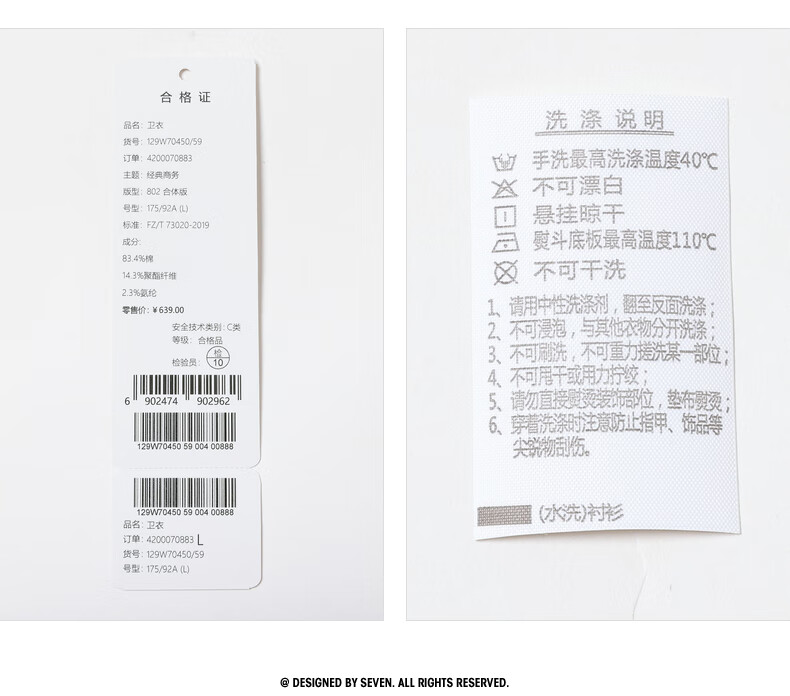 合格证
品名: 卫衣
货号: 129W70450/59
订单: 4200070883
主题: 经典商务
版型: 802 合体版
号型: 175/92A (L)
标准: FZ/T 73020-2019
成分:
83.4%棉
14.3%聚酯纤维
2.3%氨纶
零售价: ¥639.00
安全技术类别: C类
等级: 合格品
检验员: 检 10
6 902474 902962
129W70450 59 004 00888
129W70450 59 004 00888
品名: 卫衣
订单: 4200070883 L
货号: 129W70450/59
号型: 175/92A (L)
洗涤说明
手洗最高洗涤温度40℃
不可漂白
悬挂晾干
熨斗底板最高温度110℃
不可干洗
1、请用中性洗涤剂，翻至反面洗涤；
2、不可浸泡，与其他衣物分开洗涤；
3、不可刷洗，不可重力搓洗某一部位；
4、不可甩干或用力拧绞；
5、请勿直接熨烫装饰部位，垫布熨烫；
6、穿着洗涤时注意防止指甲、饰品等
尖锐物刮伤。
(水洗)衬衫
@ DESIGNED BY SEVEN. ALL RIGHTS RESERVED.